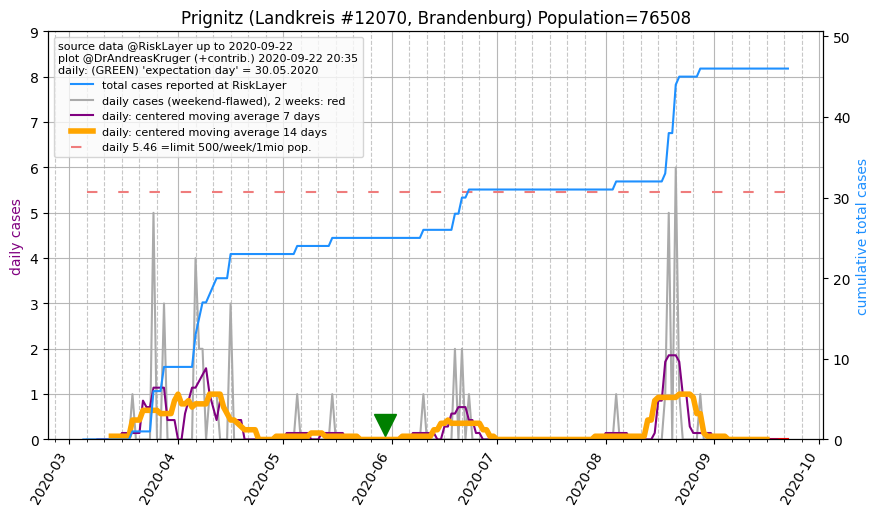 Prignitz (Landkreis #12070, Brandenburg) Population=76508
source data @RiskLayer up to 2020-09-22
plot @DrAndreasKruger (+contrib.) 2020-09-22 20:35
daily: (GREEN) 'expectation day' = 30.05.2020
total cases reported at RiskLayer
daily cases (weekend-flawed), 2 weeks: red
daily: centered moving average 7 days
daily: centered moving average 14 days
daily 5.46 =limit 500/week/1mio pop.
daily cases
9
8
7
6
5
4
3
2
1
0
cumulative total cases
50
40
30
20
10
0
2020-03
2020-04
2020-05
2020-06
2020-07
2020-08
2020-09
2020-10